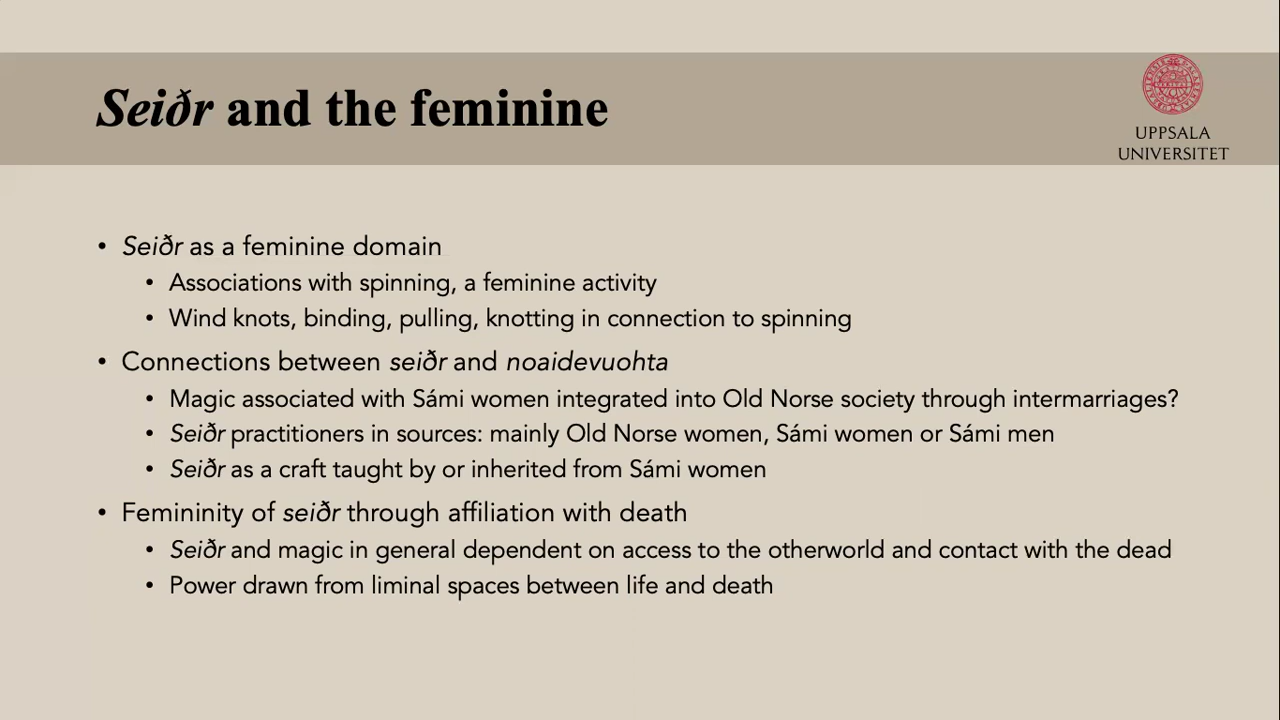 Seiðr and the feminine
UPPSALA
UNIVERSITET
• Seiðr as a feminine domain
• Associations with spinning, a feminine activity
• Wind knots, binding, pulling, knotting in connection to spinning
• Connections between seiðr and noaidevuohta
• Magic associated with Sámi women integrated into Old Norse society through intermarriages?
• Seiðr practitioners in sources: mainly Old Norse women, Sámi women or Sámi men
• Seiðr as a craft taught by or inherited from Sámi women
• Femininity of seiðr through affiliation with death
• Seiðr and magic in general dependent on access to the otherworld and contact with the dead
• Power drawn from liminal spaces between life and death